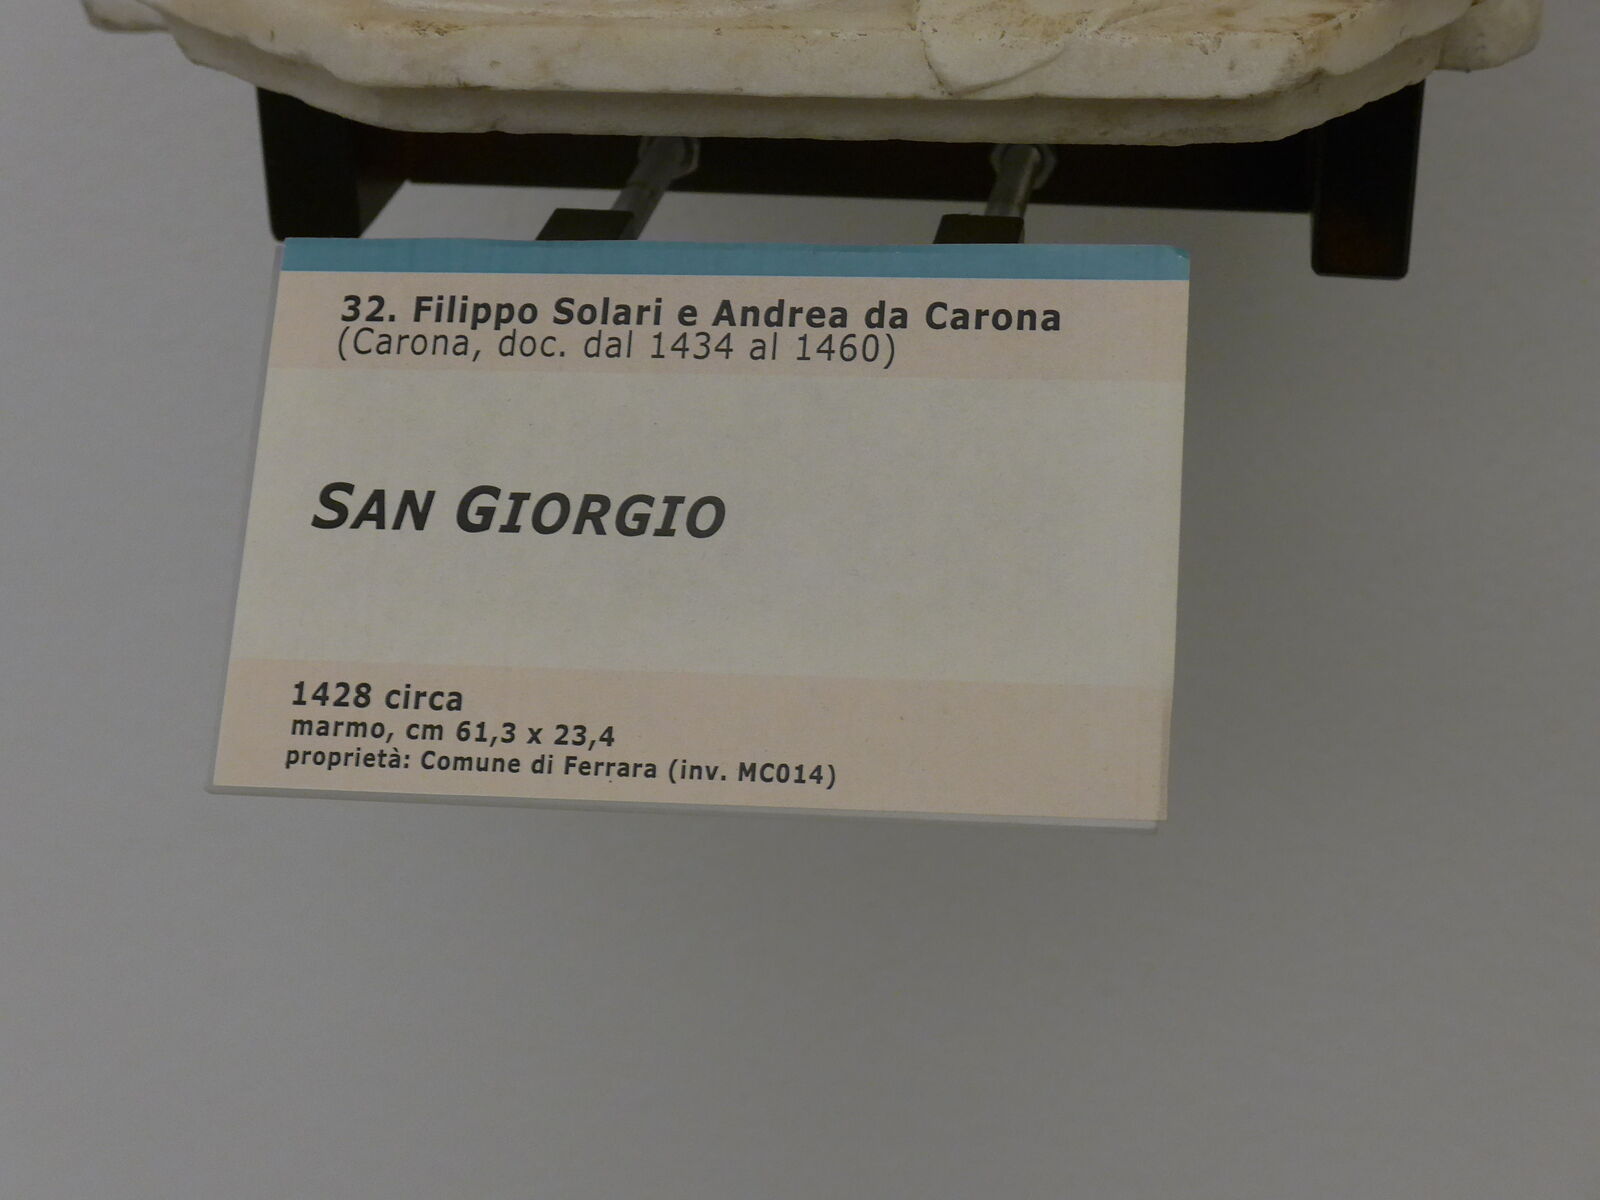 32. Filippo Solari e Andrea da Carona
(Carona, doc. dal 1434 al 1460)
SAN GIORGIO
1428 circa
marmo, cm 61,3 x 23,4
proprietà: Comune di Ferrara (inv. MC014)